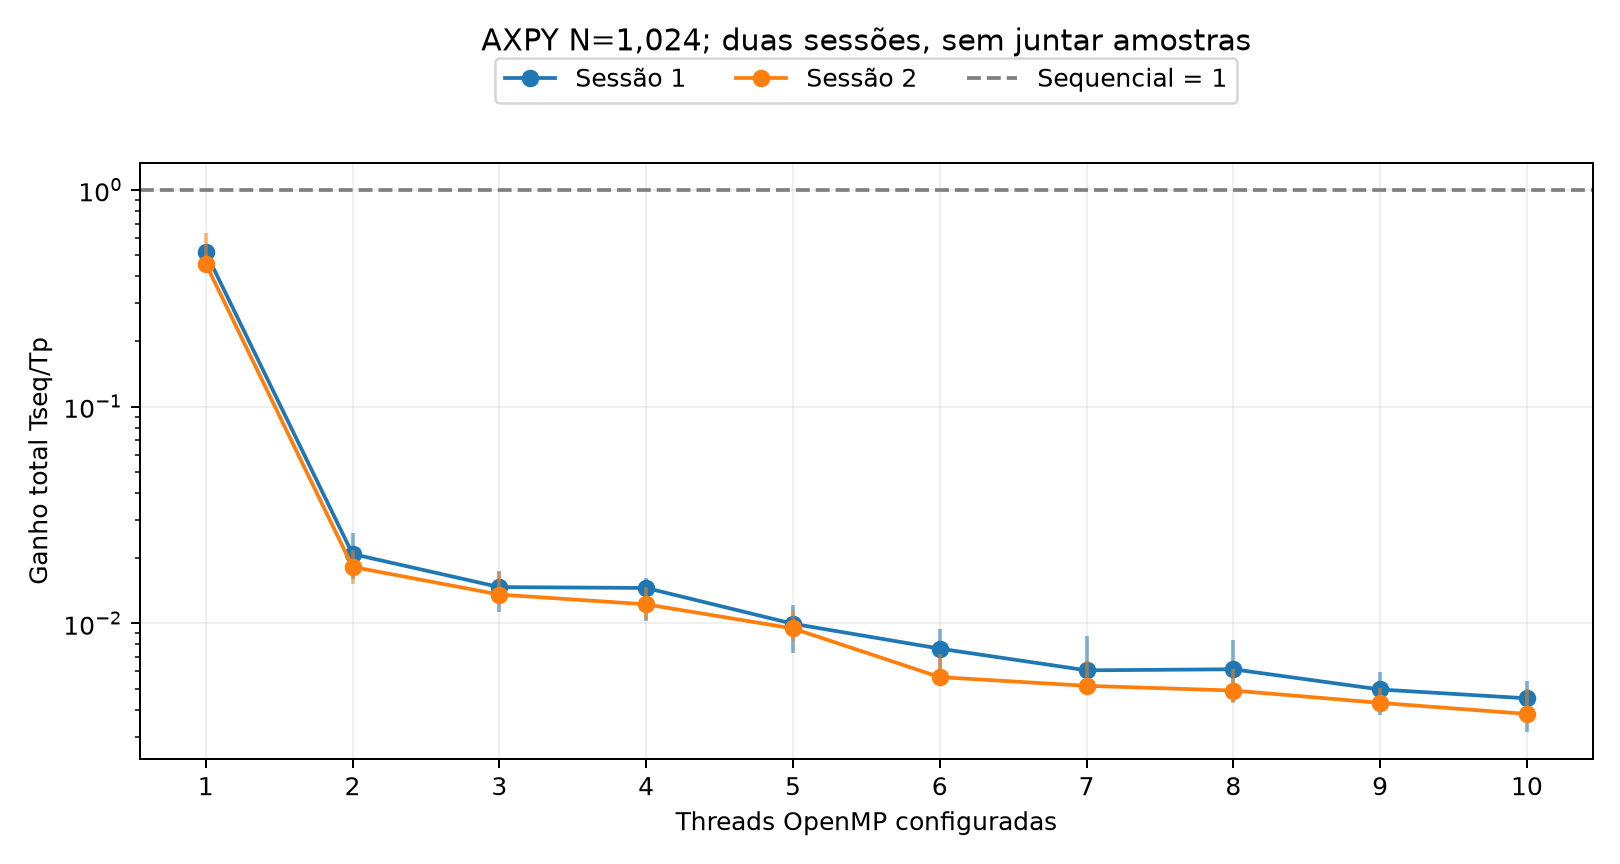 AXPY N=1,024; duas sessões, sem juntar amostras
Sessão 1
Sessão 2
Sequencial = 1
Ganho total Tseq/Tp
10⁰
10⁻¹
10⁻²
1 2 3 4 5 6 7 8 9 10
Threads OpenMP configuradas